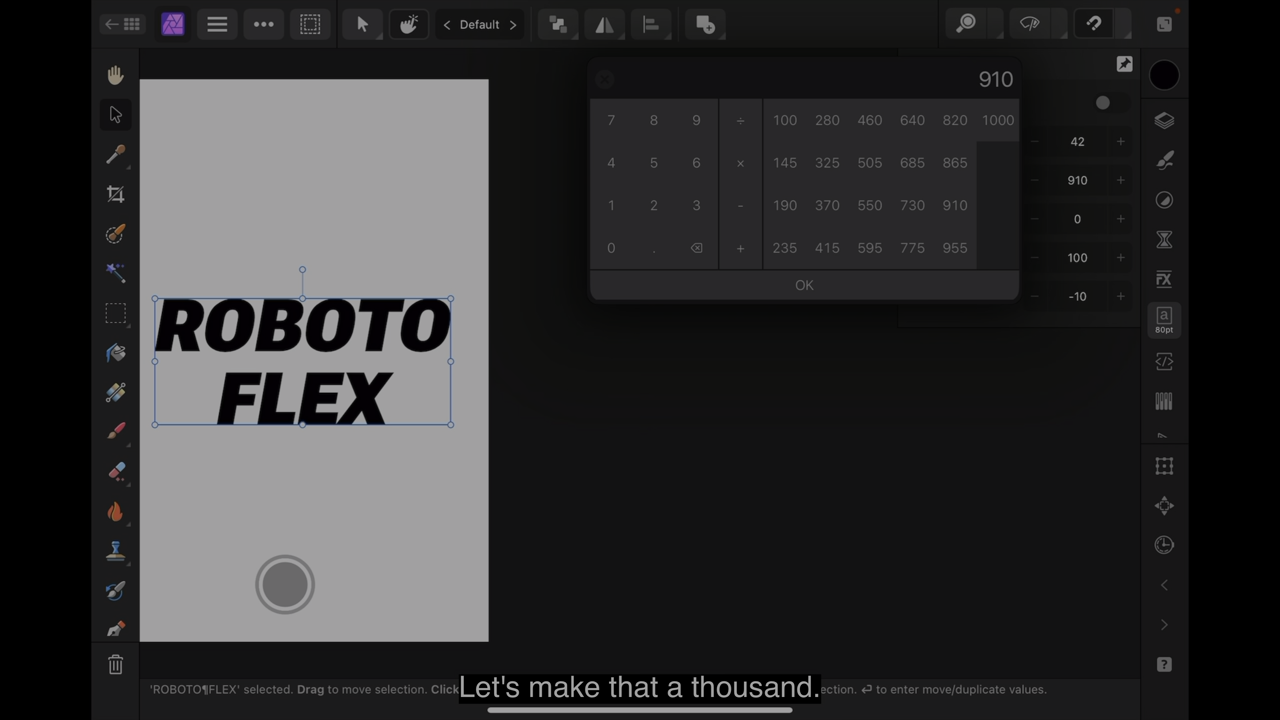 Default
910
7 8 9 ÷ 100 280 460 640 820 1000
4 5 6 × 145 325 505 685 865
1 2 3 - 190 370 550 730 910
0 . + 235 415 595 775 955
OK
− 42 +
− 910 +
− 0 +
− 100 +
− -10 +
a
80pt
ROBOTO
FLEX
'ROBOTO¶FLEX' selected. Drag to move selection. Click
ection. ⏎ to enter move/duplicate values.
Let's make that a thousand.